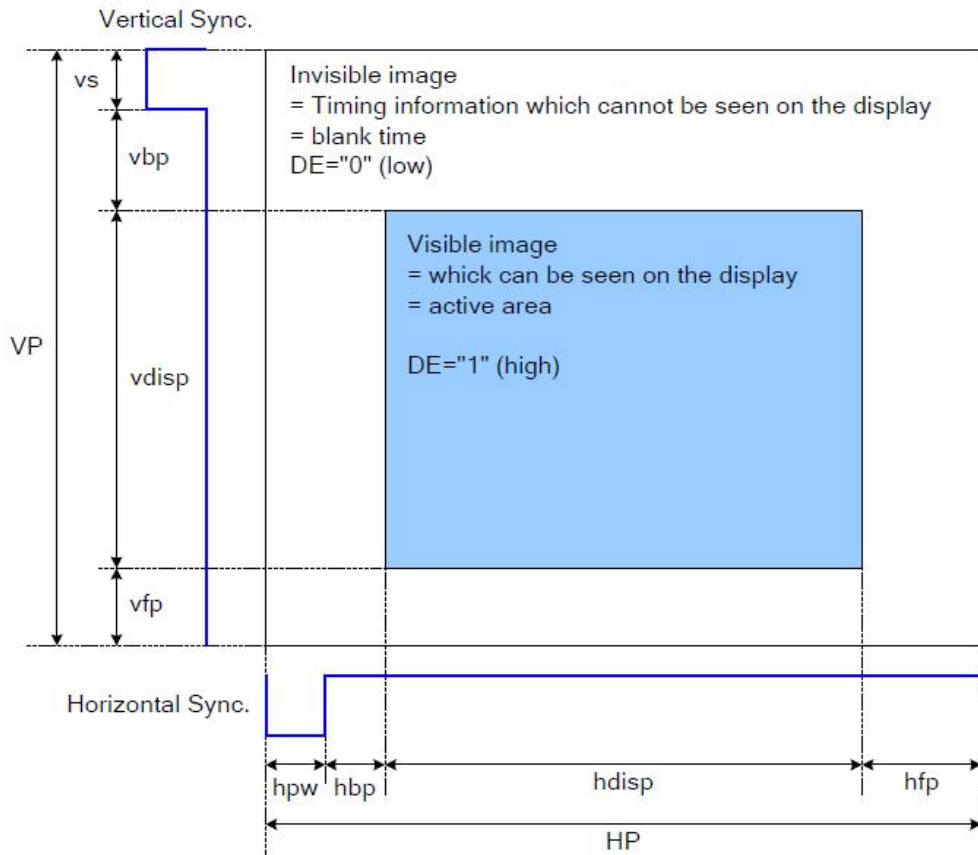 Vertical Sync.
vs
Invisible image
= Timing information which cannot be seen on the display
= blank time
DE="0" (low)
vbp
Visible image
= whick can be seen on the display
= active area
DE="1" (high)
VP
vdisp
vfp
Horizontal Sync.
hpw
hbp
hdisp
hfp
HP